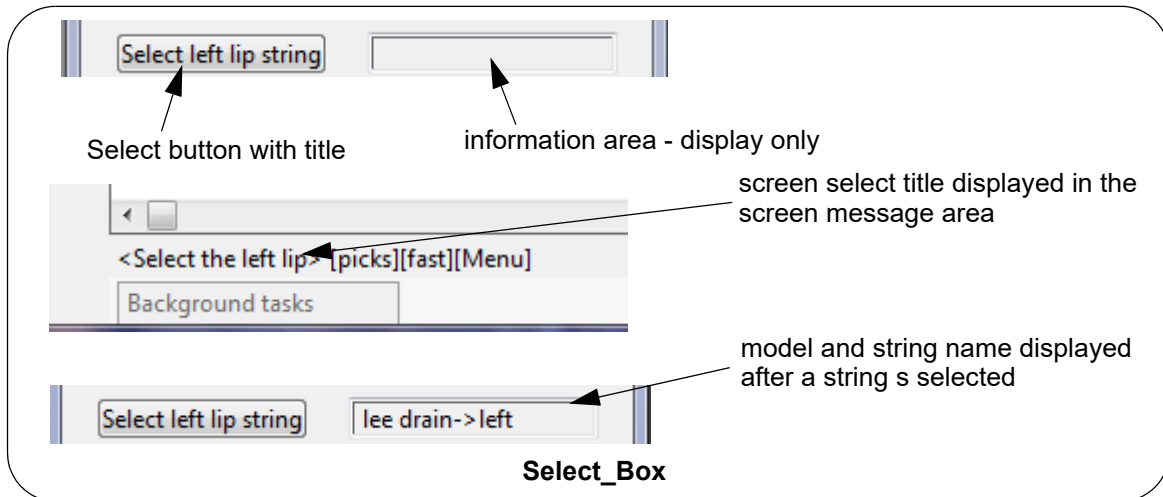 Select left lip string
Select button with title
information area - display only
screen select title displayed in the
screen message area
<Select the left lip> [picks][fast][Menu]
Background tasks
model and string name displayed
after a string s selected
Select left lip string lee drain->left
Select_Box